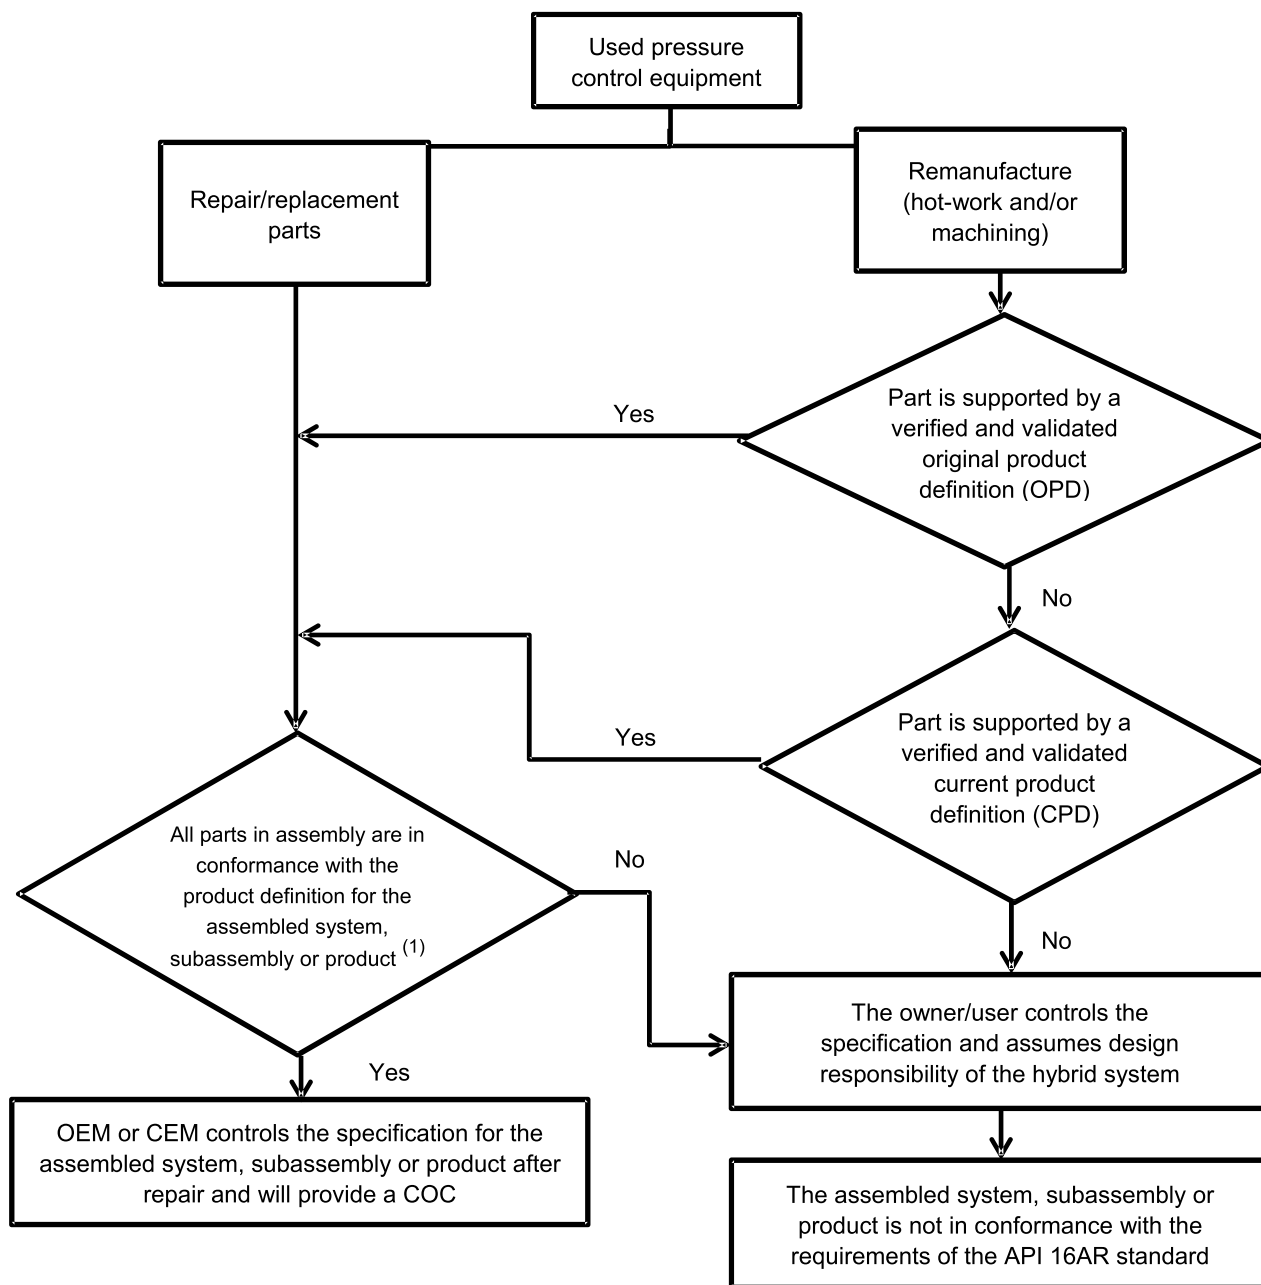 Used pressure
control equipment
Repair/replacement
parts
Remanufacture
(hot-work and/or
machining)
Part is supported by a
verified and validated
original product
definition (OPD)
Yes
No
Part is supported by a
verified and validated
current product
definition (CPD)
Yes
No
All parts in assembly are in
conformance with the
product definition for the
assembled system,
subassembly or product (1)
No
Yes
The owner/user controls the
specification and assumes design
responsibility of the hybrid system
OEM or CEM controls the specification for the
assembled system, subassembly or product after
repair and will provide a COC
The assembled system, subassembly or
product is not in conformance with the
requirements of the API 16AR standard